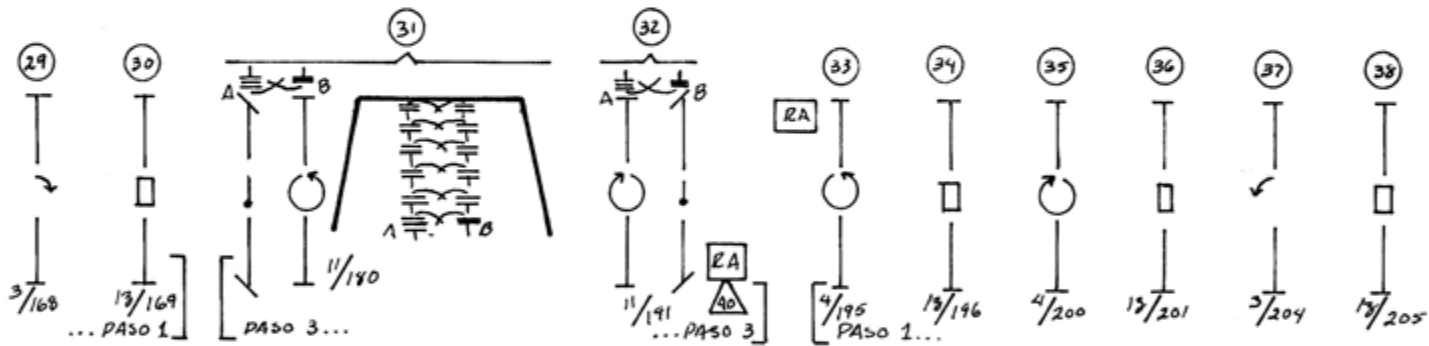 29 30 31 32 33 34 35 36 37 38
A B A B RA
A B
RA
40
3/168 13/169 11/180 11/191 4/195 13/196 4/200 13/201 3/204 13/205
...PASO 1 PASO 3... ...PASO 3 PASO 1...